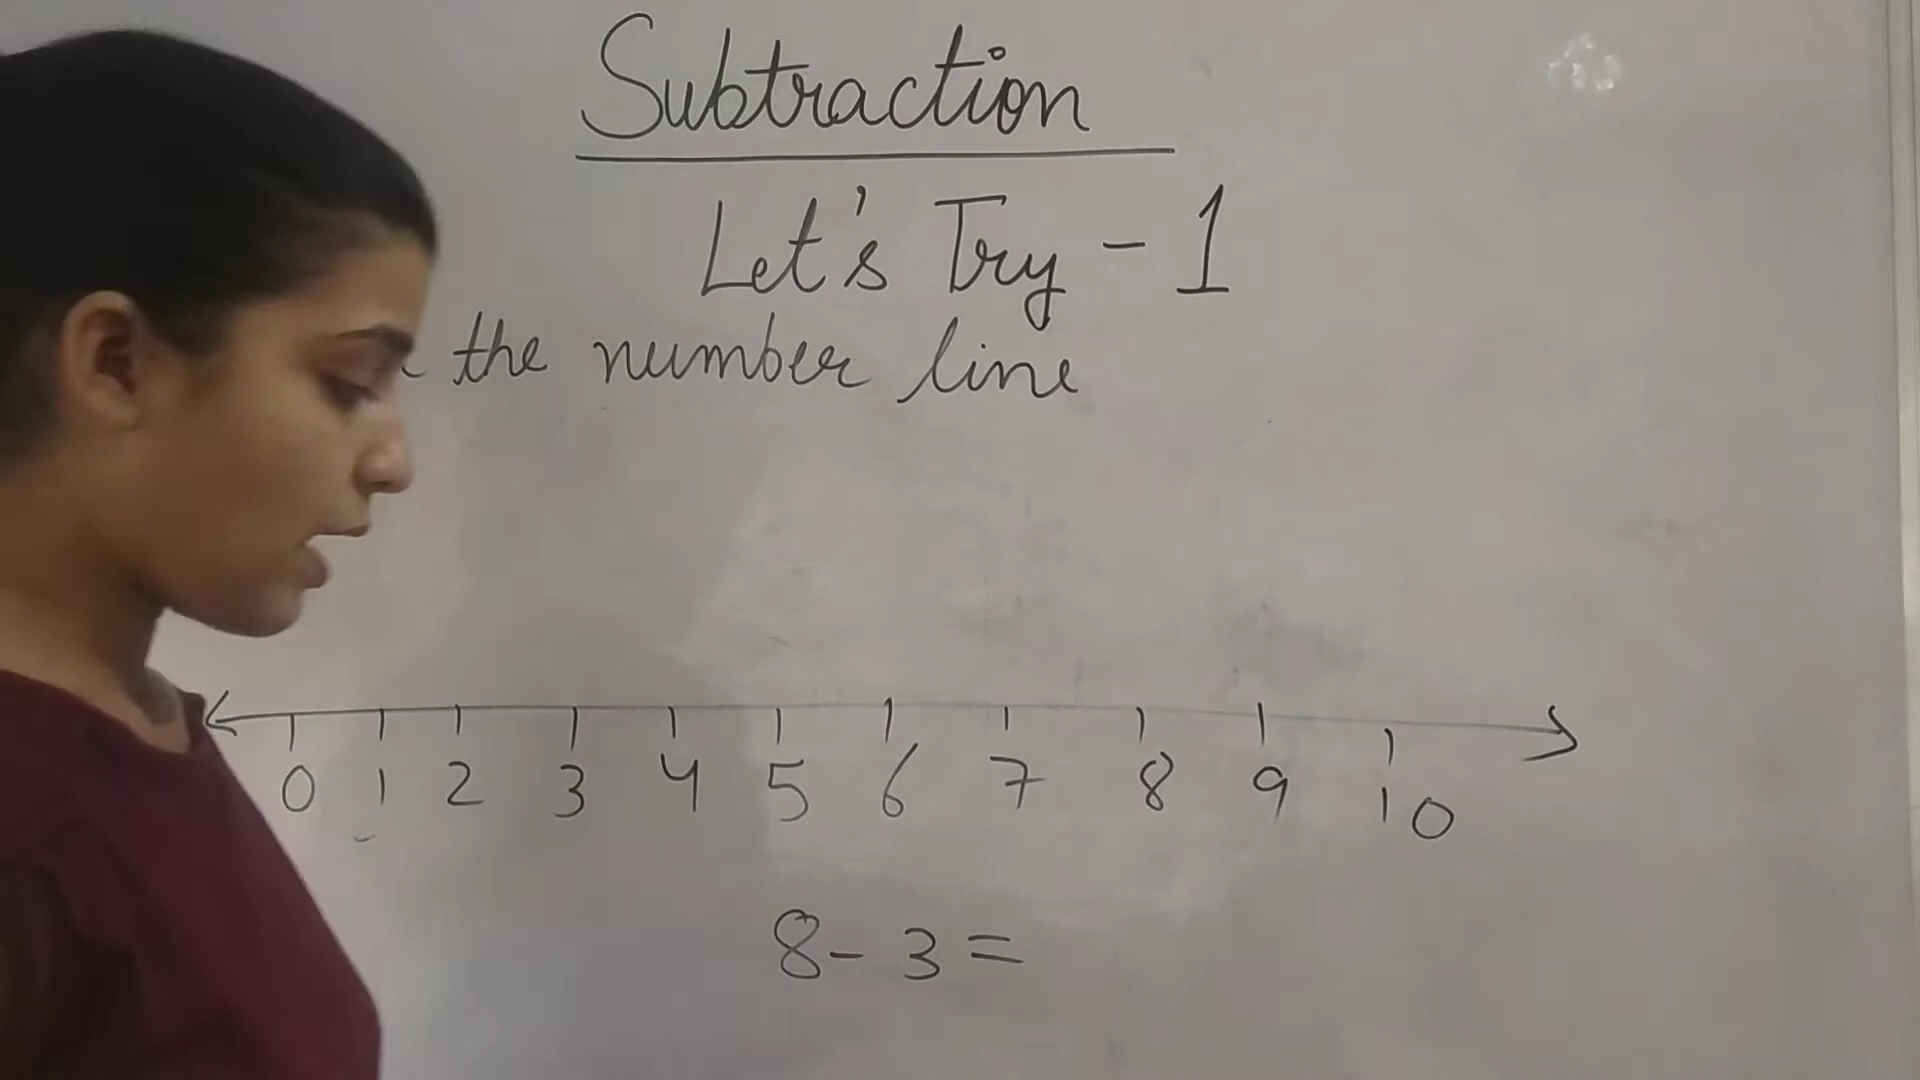 Subtraction
Let's Try - 1
the number line
0 1 2 3 4 5 6 7 8 9 10
8 - 3 =